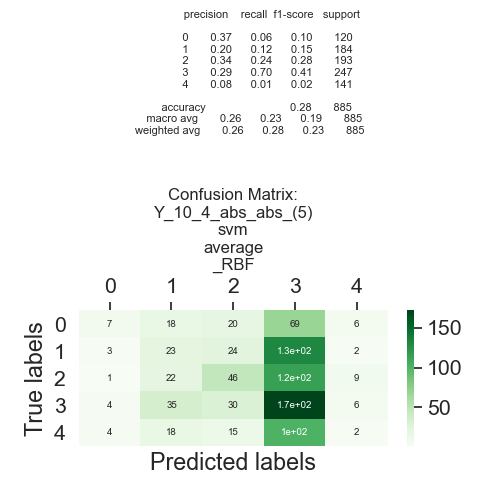 precision recall f1-score support
0 0.37 0.06 0.10 120
1 0.20 0.12 0.15 184
2 0.34 0.24 0.28 193
3 0.29 0.70 0.41 247
4 0.08 0.01 0.02 141
accuracy 0.28 885
macro avg 0.26 0.23 0.19 885
weighted avg 0.26 0.28 0.23 885
Confusion Matrix:
Y_10_4_abs_abs_(5)
svm
average
_RBF
0 1 2 3 4
0 7 18 20 69 6
1 3 23 24 1.3e+02 2
2 1 22 46 1.2e+02 9
3 4 35 30 1.7e+02 6
4 4 18 15 1e+02 2
True labels
Predicted labels
150
100
50